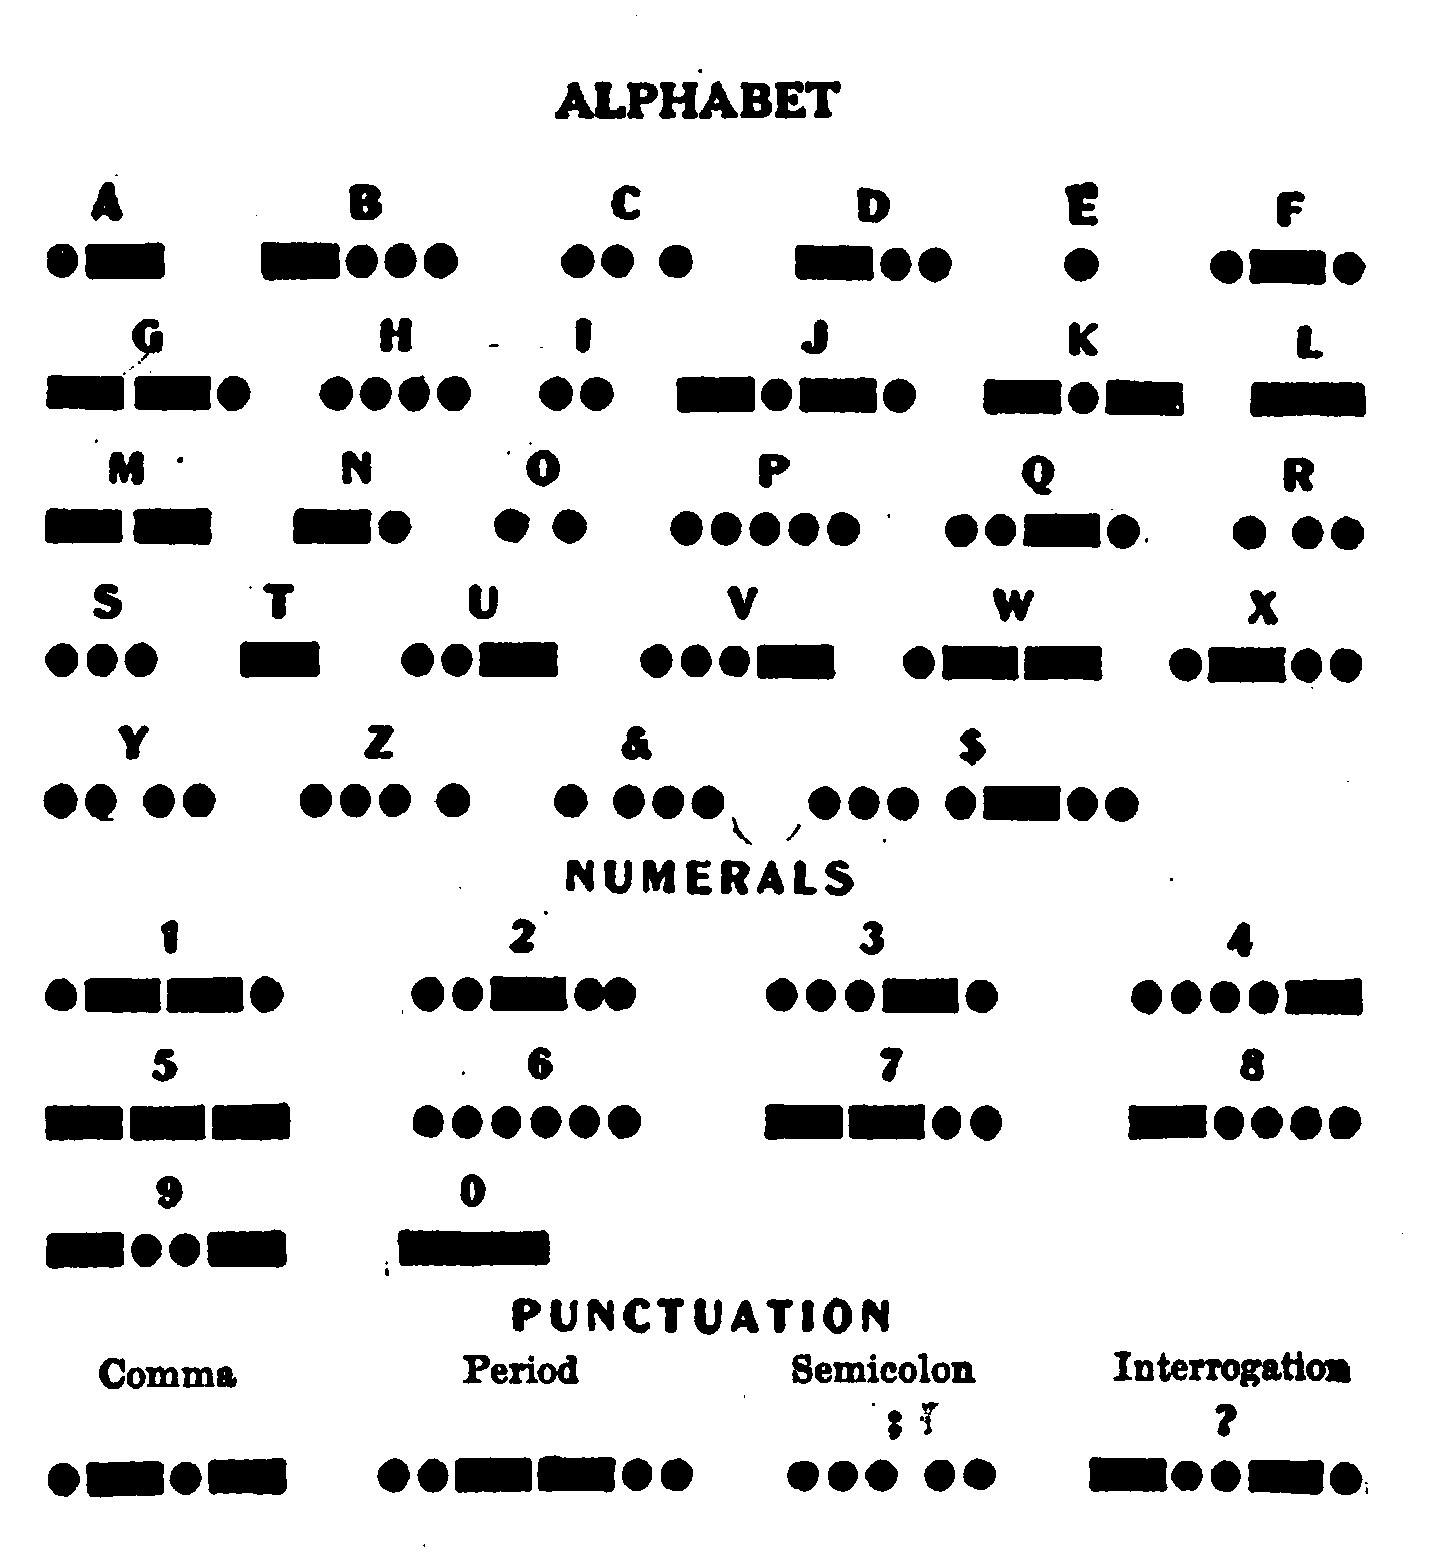 ALPHABET
A B C D E F
G H I J K L
M N O P Q R
S T U V W X
Y Z & $
NUMERALS
1 2 3 4
5 6 7 8
9 0
PUNCTUATION
Comma Period Semicolon Interrogation
; ?